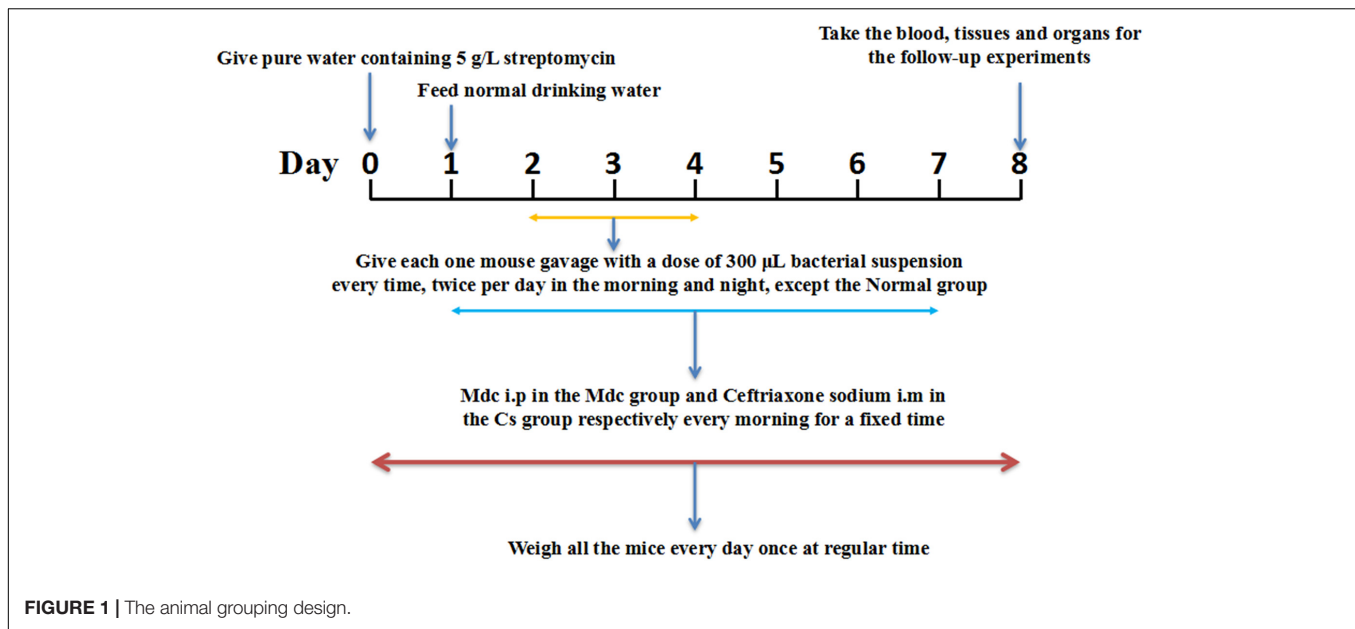 Take the blood, tissues and organs for
the follow-up experiments
Give pure water containing 5 g/L streptomycin
Feed normal drinking water
Day 0 1 2 3 4 5 6 7 8
Give each one mouse gavage with a dose of 300 µL bacterial suspension
every time, twice per day in the morning and night, except the Normal group
Mdc i.p in the Mdc group and Ceftriaxone sodium i.m in
the Cs group respectively every morning for a fixed time
Weigh all the mice every day once at regular time
FIGURE 1 | The animal grouping design.